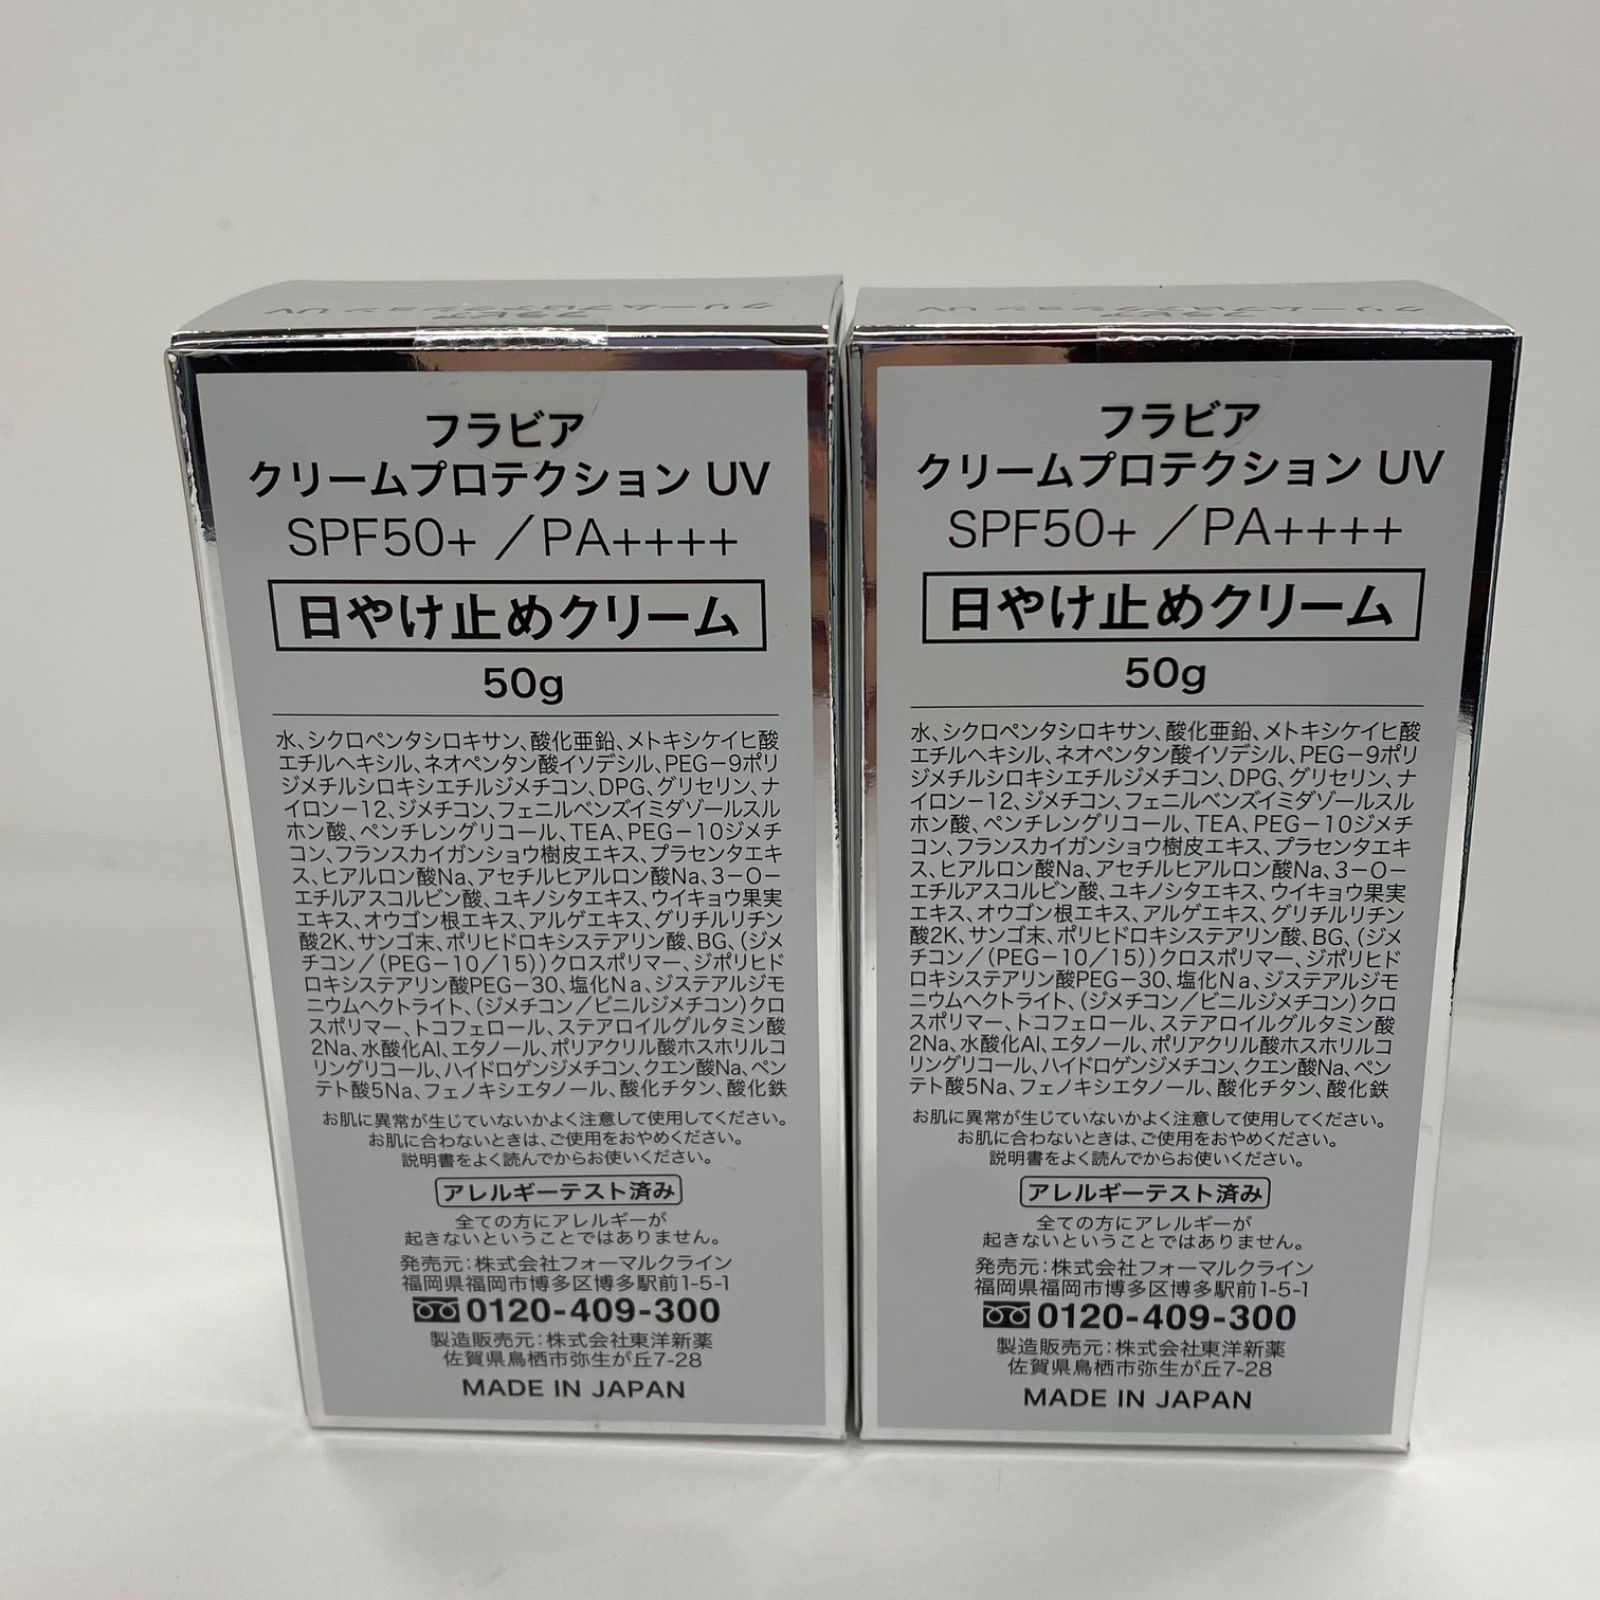 フラビア
クリームプロテクション UV
フラビア
クリームプロテクション UV
SPF50+ ／PA++++
日やけ止めクリーム
50g
水、シクロペンタシロキサン、酸化亜鉛、メトキシケイヒ酸
エチルヘキシル、ネオペンタン酸イソデシル、PEG－9ポリ
ジメチルシロキシエチルジメチコン、DPG、グリセリン、ナ
イロン－12、ジメチコン、フェニルベンズイミダゾールスル
ホン酸、ペンチレングリコール、TEA、PEG－10ジメチ
コン、フランスカイガンショウ樹皮エキス、プラセンタエキ
ス、ヒアルロン酸Na、アセチルヒアルロン酸Na、3－O－
エチルアスコルビン酸、ユキノシタエキス、ウイキョウ果実
エキス、オウゴン根エキス、アルゲエキス、グリチルリチン
酸2K、サンゴ末、ポリヒドロキシステアリン酸、BG、（ジメ
チコン／（PEG－10／15））クロスポリマー、ジポリヒド
ロキシステアリン酸PEG－30、塩化Na、ジステアルジモ
ニウムヘクトライト、（ジメチコン／ビニルジメチコン）クロ
スポリマー、トコフェロール、ステアロイルグルタミン酸
2Na、水酸化Al、エタノール、ポリアクリル酸ホスホリルコ
リングリコール、ハイドロゲンジメチコン、クエン酸Na、ペン
テト酸5Na、フェノキシエタノール、酸化チタン、酸化鉄
お肌に異常が生じていないかよく注意して使用してください。
お肌に合わないときは、ご使用をおやめください。
説明書をよく読んでからお使いください。
アレルギーテスト済み
全ての方にアレルギーが
起きないということではありません。
発売元：株式会社フォーマルクライン
福岡県福岡市博多区博多駅前1-5-1
0120-409-300
製造販売元：株式会社東洋新薬
佐賀県鳥栖市弥生が丘7-28
MADE IN JAPAN
フラビア
クリームプロテクション UV
フラビア
クリームプロテクション UV
SPF50+ ／PA++++
日やけ止めクリーム
50g
水、シクロペンタシロキサン、酸化亜鉛、メトキシケイヒ酸
エチルヘキシル、ネオペンタン酸イソデシル、PEG－9ポリ
ジメチルシロキシエチルジメチコン、DPG、グリセリン、ナ
イロン－12、ジメチコン、フェニルベンズイミダゾールスル
ホン酸、ペンチレングリコール、TEA、PEG－10ジメチ
コン、フランスカイガンショウ樹皮エキス、プラセンタエキ
ス、ヒアルロン酸Na、アセチルヒアルロン酸Na、3－O－
エチルアスコルビン酸、ユキノシタエキス、ウイキョウ果実
エキス、オウゴン根エキス、アルゲエキス、グリチルリチン
酸2K、サンゴ末、ポリヒドロキシステアリン酸、BG、（ジメ
チコン／（PEG－10／15））クロスポリマー、ジポリヒド
ロキシステアリン酸PEG－30、塩化Na、ジステアルジモ
ニウムヘクトライト、（ジメチコン／ビニルジメチコン）クロ
スポリマー、トコフェロール、ステアロイルグルタミン酸
2Na、水酸化Al、エタノール、ポリアクリル酸ホスホリルコ
リングリコール、ハイドロゲンジメチコン、クエン酸Na、ペン
テト酸5Na、フェノキシエタノール、酸化チタン、酸化鉄
お肌に異常が生じていないかよく注意して使用してください。
お肌に合わないときは、ご使用をおやめください。
説明書をよく読んでからお使いください。
アレルギーテスト済み
全ての方にアレルギーが
起きないということではありません。
発売元：株式会社フォーマルクライン
福岡県福岡市博多区博多駅前1-5-1
0120-409-300
製造販売元：株式会社東洋新薬
佐賀県鳥栖市弥生が丘7-28
MADE IN JAPAN